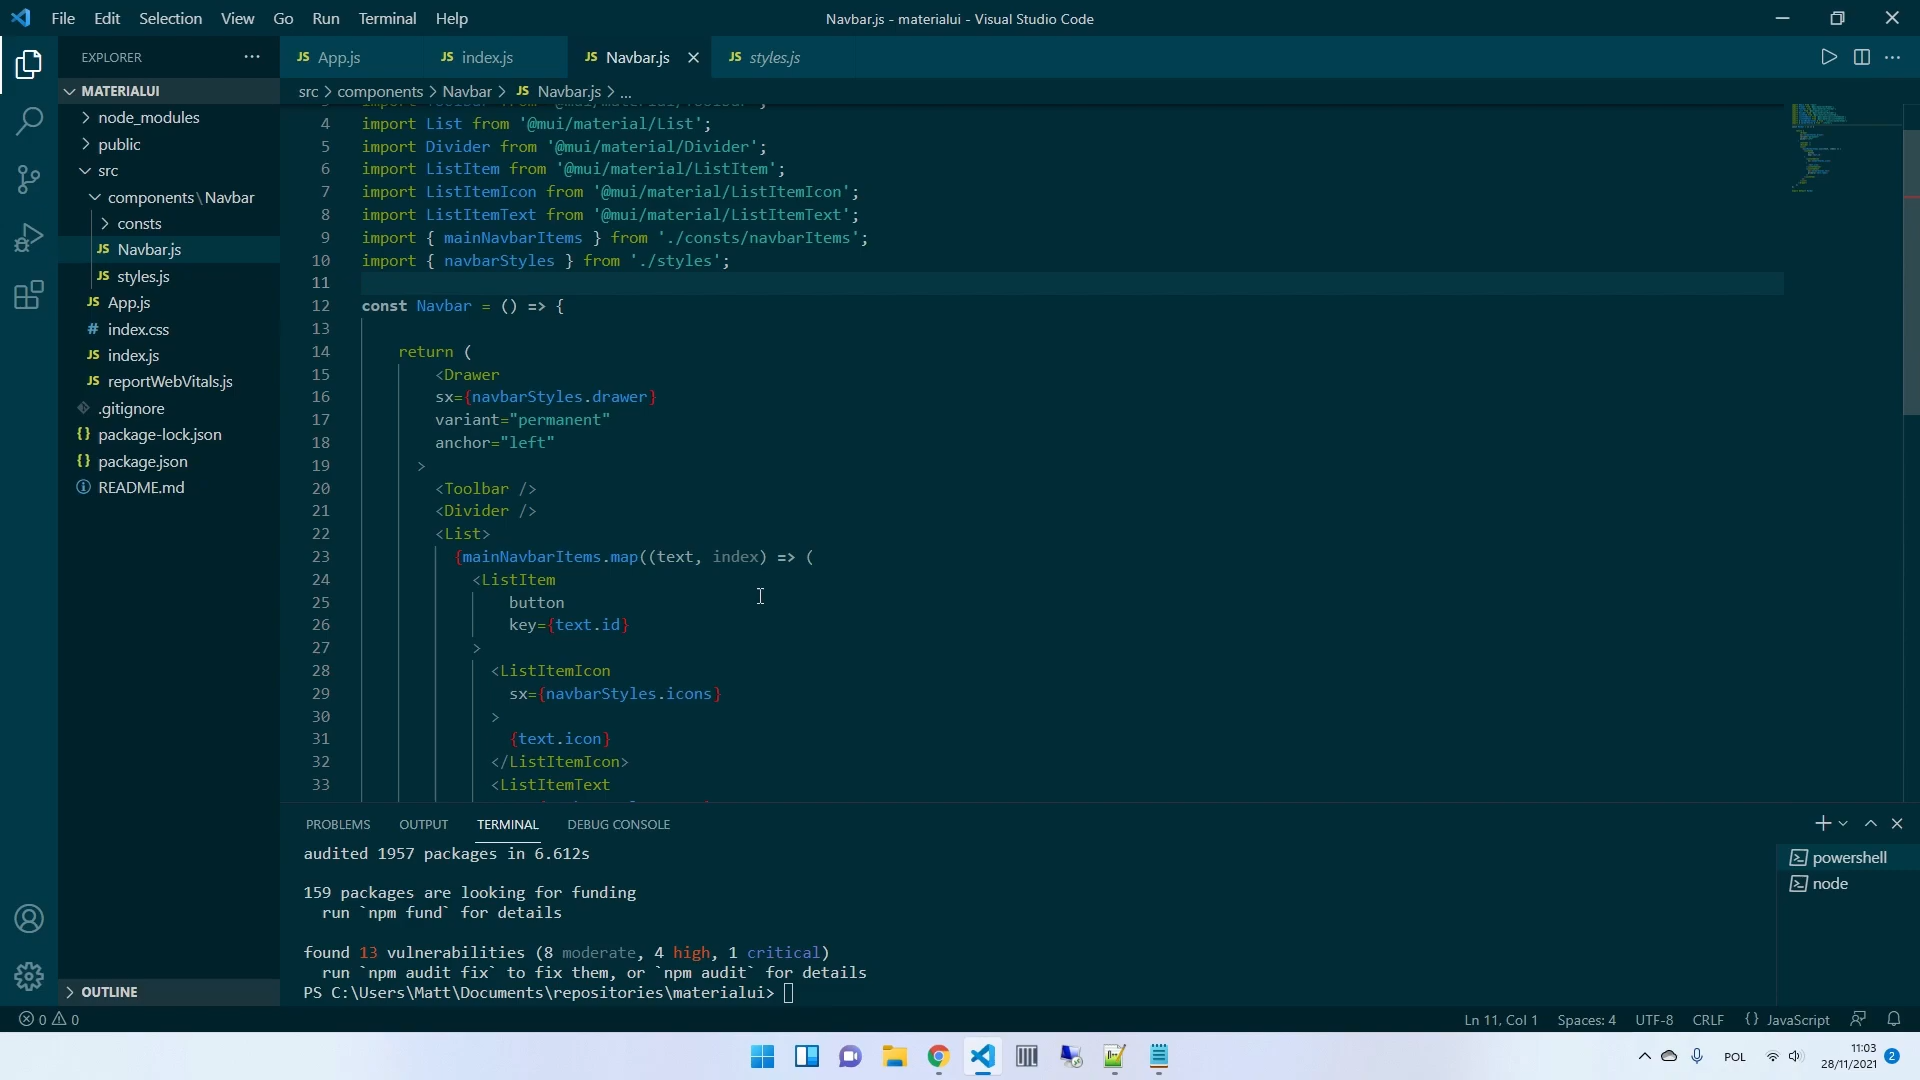 File Edit Selection View Go Run Terminal Help
Navbar.js - materialui - Visual Studio Code
EXPLORER
JS App.js
JS index.js
JS Navbar.js
JS styles.js
MATERIALUI
src > components > Navbar > JS Navbar.js > ...
node_modules
public
src
components\Navbar
consts
JS Navbar.js
JS styles.js
JS App.js
# index.css
JS index.js
JS reportWebVitals.js
.gitignore
{} package-lock.json
{} package.json
README.md
OUTLINE
4 import List from '@mui/material/List';
5 import Divider from '@mui/material/Divider';
6 import ListItem from '@mui/material/ListItem';
7 import ListItemIcon from '@mui/material/ListItemIcon';
8 import ListItemText from '@mui/material/ListItemText';
9 import { mainNavbarItems } from './consts/navbarItems';
10 import { navbarStyles } from './styles';
11
12 const Navbar = () => {
13
14 return (
15 <Drawer
16 sx={navbarStyles.drawer}
17 variant="permanent"
18 anchor="left"
19 >
20 <Toolbar />
21 <Divider />
22 <List>
23 {mainNavbarItems.map((text, index) => (
24 <ListItem
25 button
26 key={text.id}
27 >
28 <ListItemIcon
29 sx={navbarStyles.icons}
30 >
31 {text.icon}
32 </ListItemIcon>
33 <ListItemText
PROBLEMS OUTPUT TERMINAL DEBUG CONSOLE
audited 1957 packages in 6.612s
159 packages are looking for funding
run `npm fund` for details
found 13 vulnerabilities (8 moderate, 4 high, 1 critical)
run `npm audit fix` to fix them, or `npm audit` for details
PS C:\Users\Matt\Documents\repositories\materialui>
powershell
node
0 0
Ln 11, Col 1 Spaces: 4 UTF-8 CRLF {} JavaScript
POL
11:03
28/11/2021
2